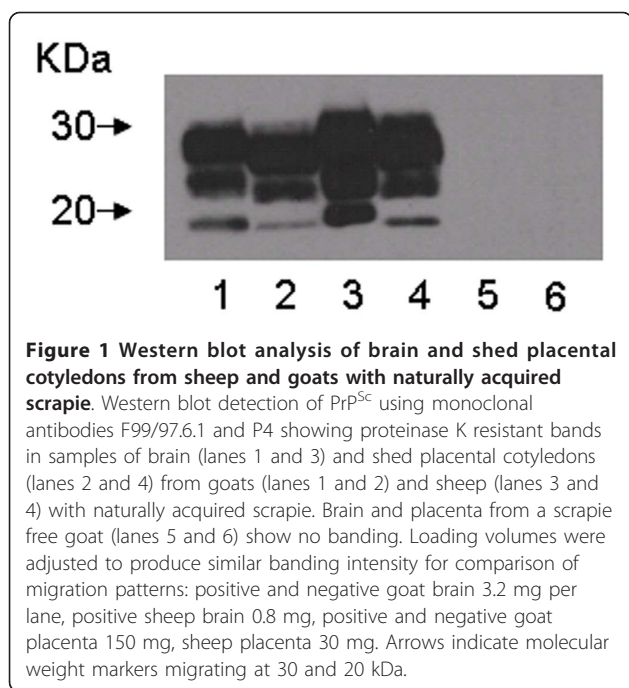 KDa
30→
20→
1 2 3 4 5 6
Figure 1 Western blot analysis of brain and shed placental
cotyledons from sheep and goats with naturally acquired
scrapie. Western blot detection of PrPSc using monoclonal
antibodies F99/97.6.1 and P4 showing proteinase K resistant bands
in samples of brain (lanes 1 and 3) and shed placental cotyledons
(lanes 2 and 4) from goats (lanes 1 and 2) and sheep (lanes 3 and
4) with naturally acquired scrapie. Brain and placenta from a scrapie
free goat (lanes 5 and 6) show no banding. Loading volumes were
adjusted to produce similar banding intensity for comparison of
migration patterns: positive and negative goat brain 3.2 mg per
lane, positive sheep brain 0.8 mg, positive and negative goat
placenta 150 mg, sheep placenta 30 mg. Arrows indicate molecular
weight markers migrating at 30 and 20 kDa.